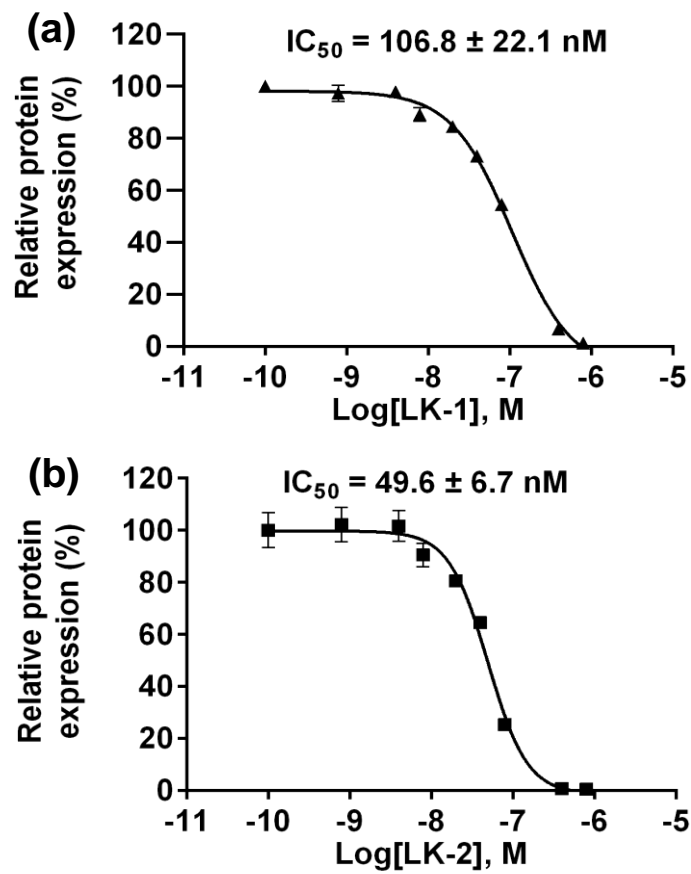 (a)
IC50 = 106.8 ± 22.1 nM
Relative protein
expression (%)
120
100
80
60
40
20
0
-11 -10 -9 -8 -7 -6 -5
Log[LK-1], M
(b)
IC50 = 49.6 ± 6.7 nM
Relative protein
expression (%)
120
100
80
60
40
20
0
-11 -10 -9 -8 -7 -6 -5
Log[LK-2], M